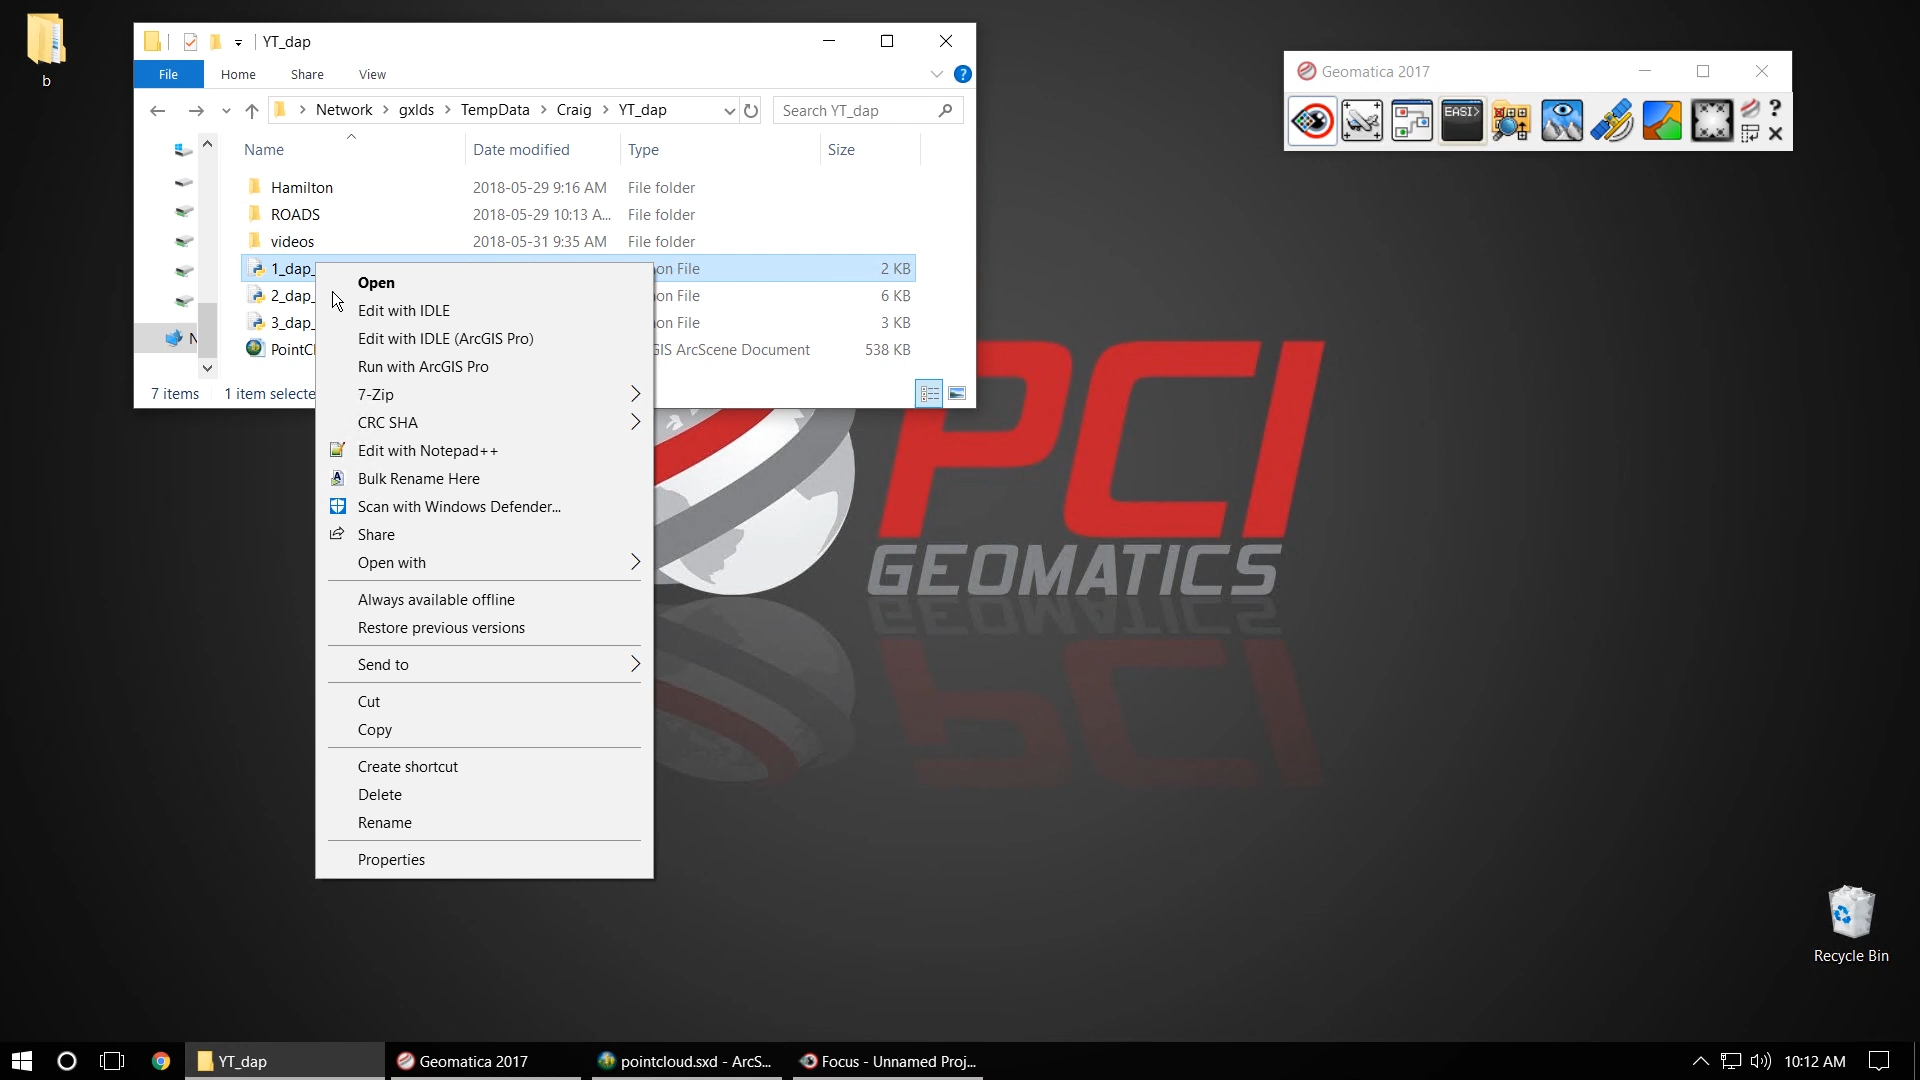 b
YT_dap
File Home Share View
Network gxlds TempData Craig YT_dap Search YT_dap
Name Date modified Type Size
Hamilton 2018-05-29 9:16 AM File folder
ROADS 2018-05-29 10:13 A... File folder
videos 2018-05-31 9:35 AM File folder
1_dap_ on File 2 KB
2_dap_ on File 6 KB
3_dap_ on File 3 KB
PointCl GIS ArcScene Document 538 KB
N
7 items 1 item selecte
Open
Edit with IDLE
Edit with IDLE (ArcGIS Pro)
Run with ArcGIS Pro
7-Zip
CRC SHA
Edit with Notepad++
Bulk Rename Here
Scan with Windows Defender...
Share
Open with
Always available offline
Restore previous versions
Send to
Cut
Copy
Create shortcut
Delete
Rename
Properties
Geomatica 2017
EASI>
PCI
GEOMATICS
Recycle Bin
YT_dap Geomatica 2017 pointcloud.sxd - ArcS... Focus - Unnamed Proj... 10:12 AM